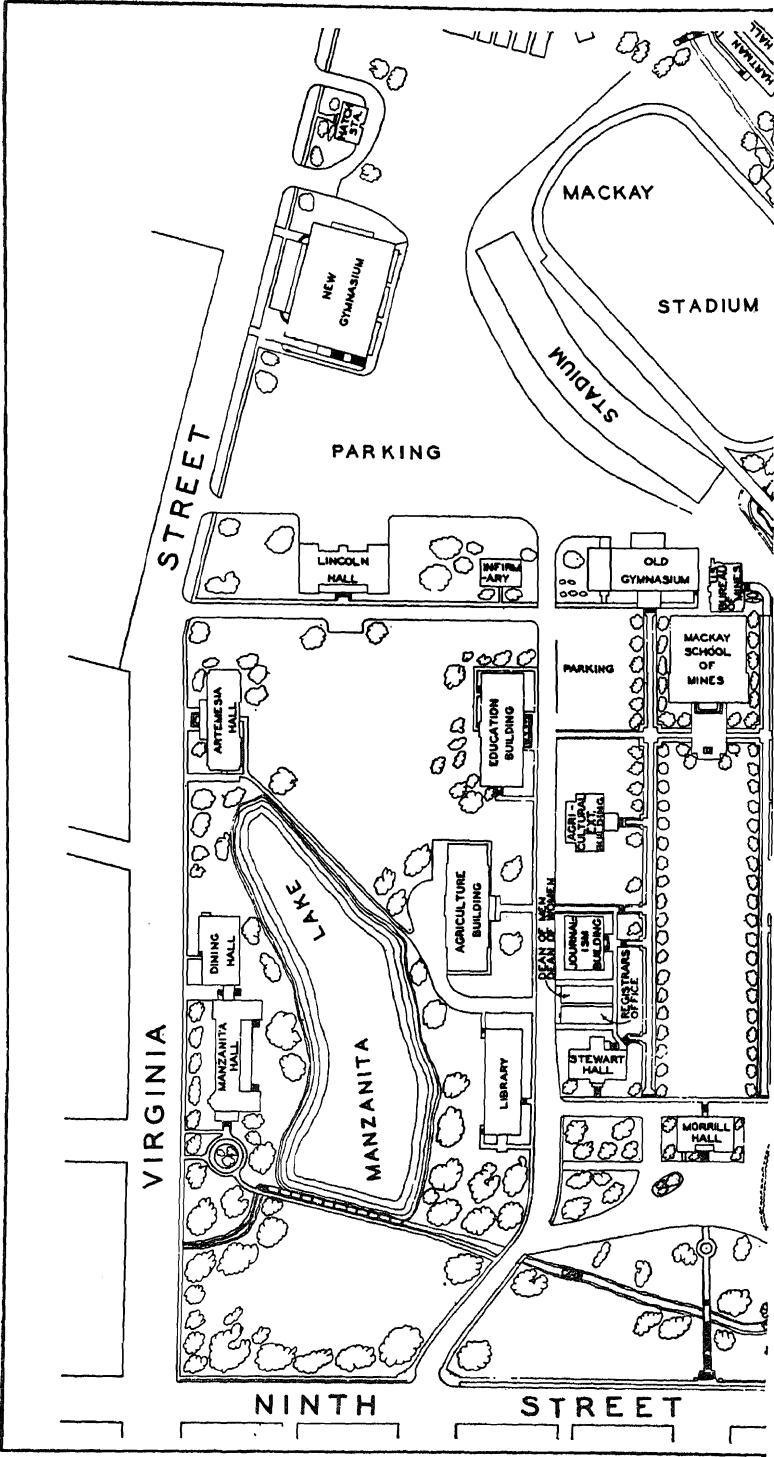 HARTMAN
HALL
HATCH
STA.
MACKAY
STADIUM
NEW
GYMNASIUM
STADIUM
PARKING
STREET
LINCOLN
HALL
INFIRM
-ARY
OLD
GYMNASIUM
U.S.
BUREAU
OF
MINES
MACKAY
SCHOOL
OF
MINES
PARKING
ARTEMESIA
HALL
EDUCATION
BUILDING
AGRI-
CULTURAL
EXT.
BUILDING
LAKE
MANZANITA
AGRICULTURE
BUILDING
DEAN OF MEN
DEAN OF WOMEN
JOURNAL
ISM
BUILDING
REGISTRARS
OFFICE
DINING
HALL
MANZANITA
HALL
LIBRARY
STEWART
HALL
MORRILL
HALL
VIRGINIA
NINTH STREET